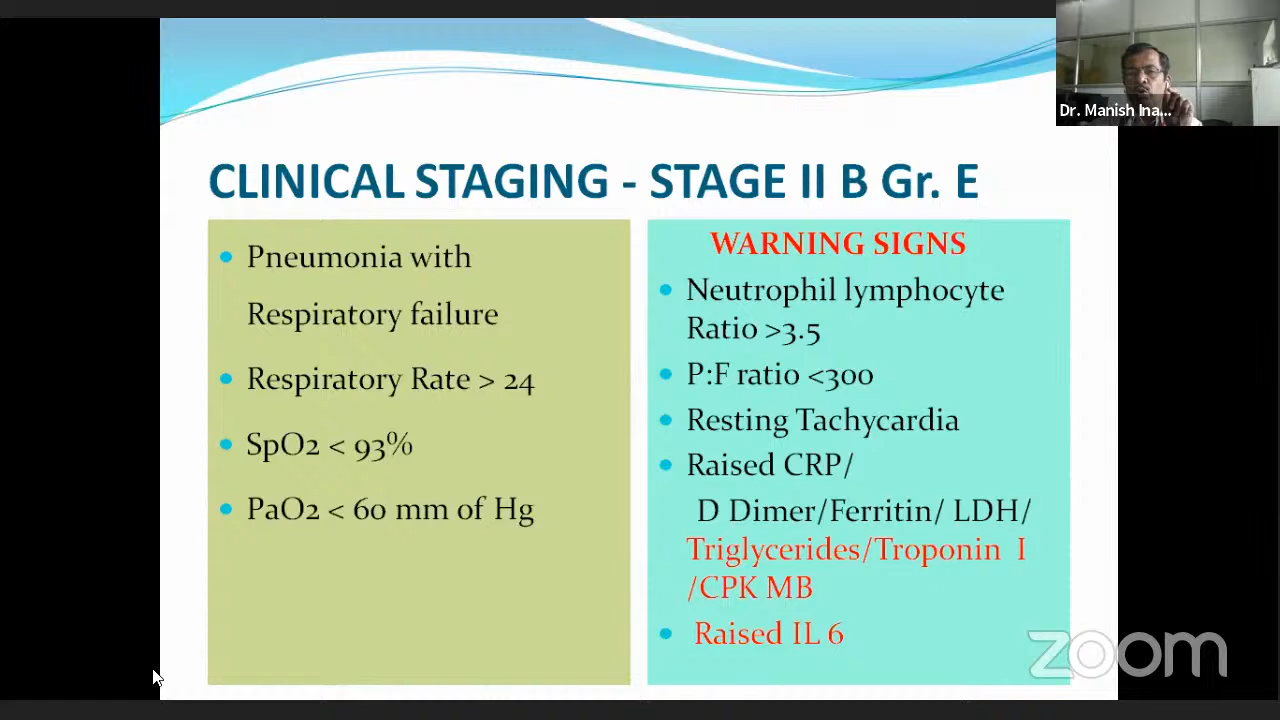 Dr. Manish Ina...
CLINICAL STAGING - STAGE II B Gr. E
Pneumonia with
Respiratory failure
Respiratory Rate > 24
SpO2 < 93%
PaO2 < 60 mm of Hg
WARNING SIGNS
Neutrophil lymphocyte
Ratio >3.5
P:F ratio <300
Resting Tachycardia
Raised CRP/
D Dimer/Ferritin/ LDH/
Triglycerides/Troponin I
/CPK MB
Raised IL 6
zoom